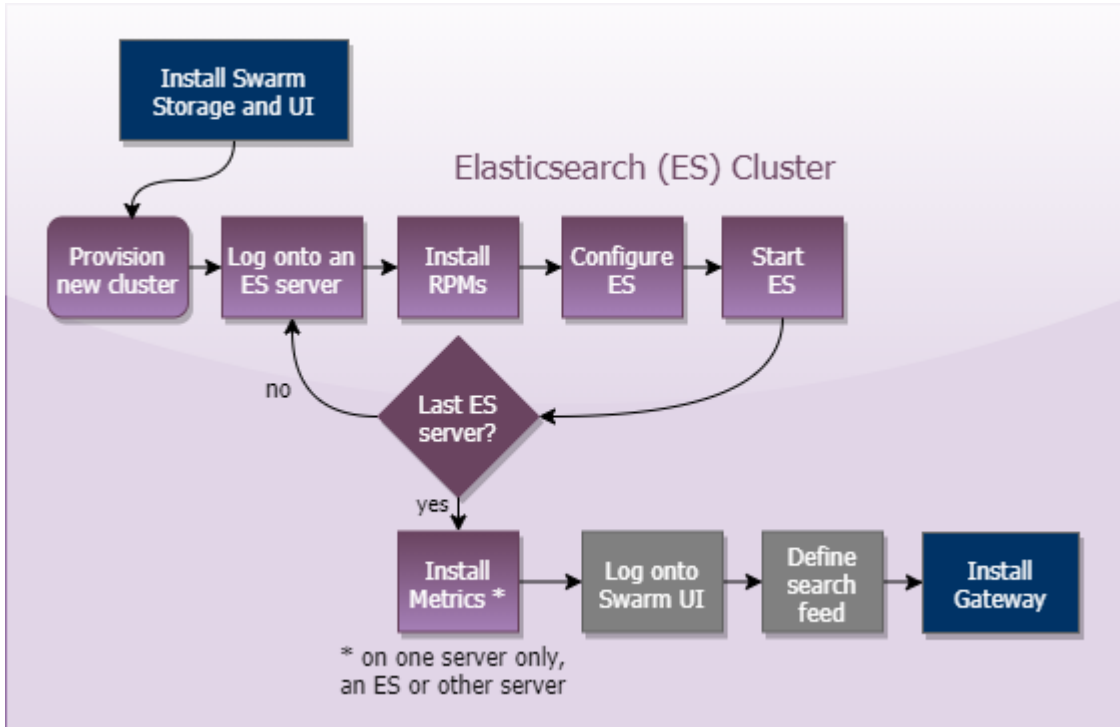 Install Swarm
Storage and UI
Elasticsearch (ES) Cluster
Provision
new cluster
Log onto an
ES server
Install
RPMs
Configure
ES
Start
ES
no
Last ES
server?
yes
Install
Metrics *
Log onto
Swarm UI
Define
search
feed
Install
Gateway
* on one server only,
an ES or other server